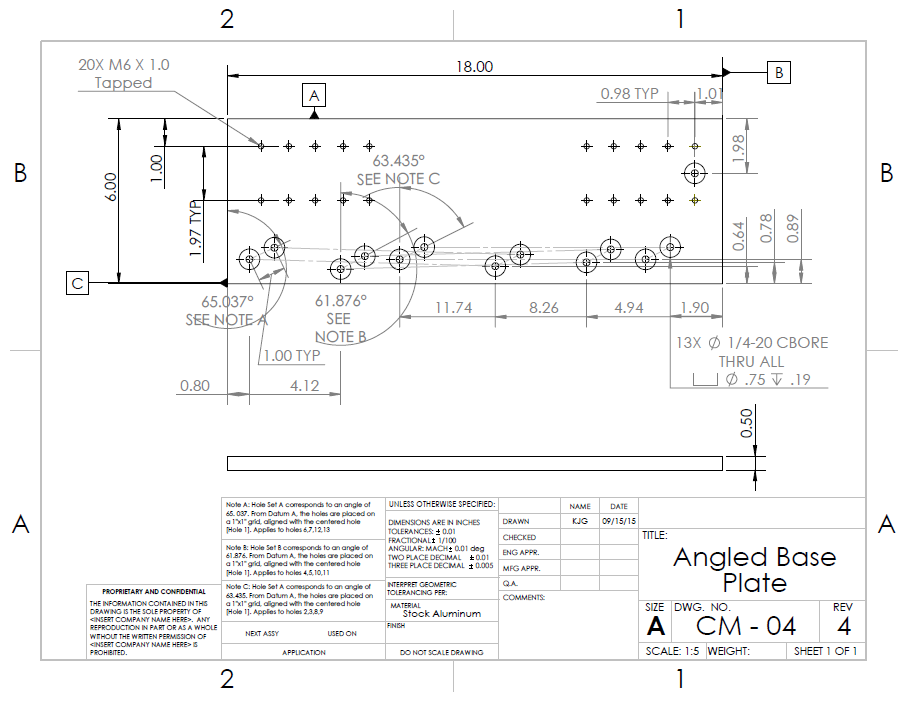 2 1
20X M6 X 1.0
Tapped
18.00
B
A
0.98 TYP
1.01
B
B
6.00
1.00
1.97 TYP
63.435°
SEE NOTE C
1.98
0.64
0.78
0.89
C
65.037°
SEE NOTE A
61.876°
SEE
NOTE B
11.74
8.26
4.94
1.90
1.00 TYP
0.80
4.12
13X Ø 1/4-20 CBORE
THRU ALL
⌴ Ø .75 ↧ .19
0.50
A
A
Note A: Hole Set A corresponds to an angle of
65. 037. From Datum A, the holes are placed on
a 1"x1" grid, aligned with the centered hole
[Hole 1]. Applies to holes 6,7,12,13
Note B: Hole Set B corresponds to an angle of
61.876. From Datum A, the holes are placed on
a 1"x1" grid, aligned with the centered hole
[Hole 1]. Applies to holes 4,5,10,11
Note C: Hole Set A corresponds to an angle of
63.435. From Datum A, the holes are placed on
a 1"x1" grid, aligned with the centered hole
[Hole 1]. Applies to holes 2,3,8,9
NEXT ASSY USED ON
APPLICATION
PROPRIETARY AND CONFIDENTIAL
THE INFORMATION CONTAINED IN THIS
DRAWING IS THE SOLE PROPERTY OF
<INSERT COMPANY NAME HERE>. ANY
REPRODUCTION IN PART OR AS A WHOLE
WITHOUT THE WRITTEN PERMISSION OF
<INSERT COMPANY NAME HERE> IS
PROHIBITED.
UNLESS OTHERWISE SPECIFIED:
DIMENSIONS ARE IN INCHES
TOLERANCES: ± 0.01
FRACTIONAL± 1/100
ANGULAR: MACH± 0.01 deg
TWO PLACE DECIMAL ± 0.01
THREE PLACE DECIMAL ± 0.005
INTERPRET GEOMETRIC
TOLERANCING PER:
MATERIAL
Stock Aluminum
FINISH
DO NOT SCALE DRAWING
NAME DATE
DRAWN KJG 09/15/15
CHECKED
ENG APPR.
MFG APPR.
Q.A.
COMMENTS:
TITLE:
Angled Base
Plate
SIZE DWG. NO. REV
A CM - 04 4
SCALE: 1:5 WEIGHT: SHEET 1 OF 1
2 1